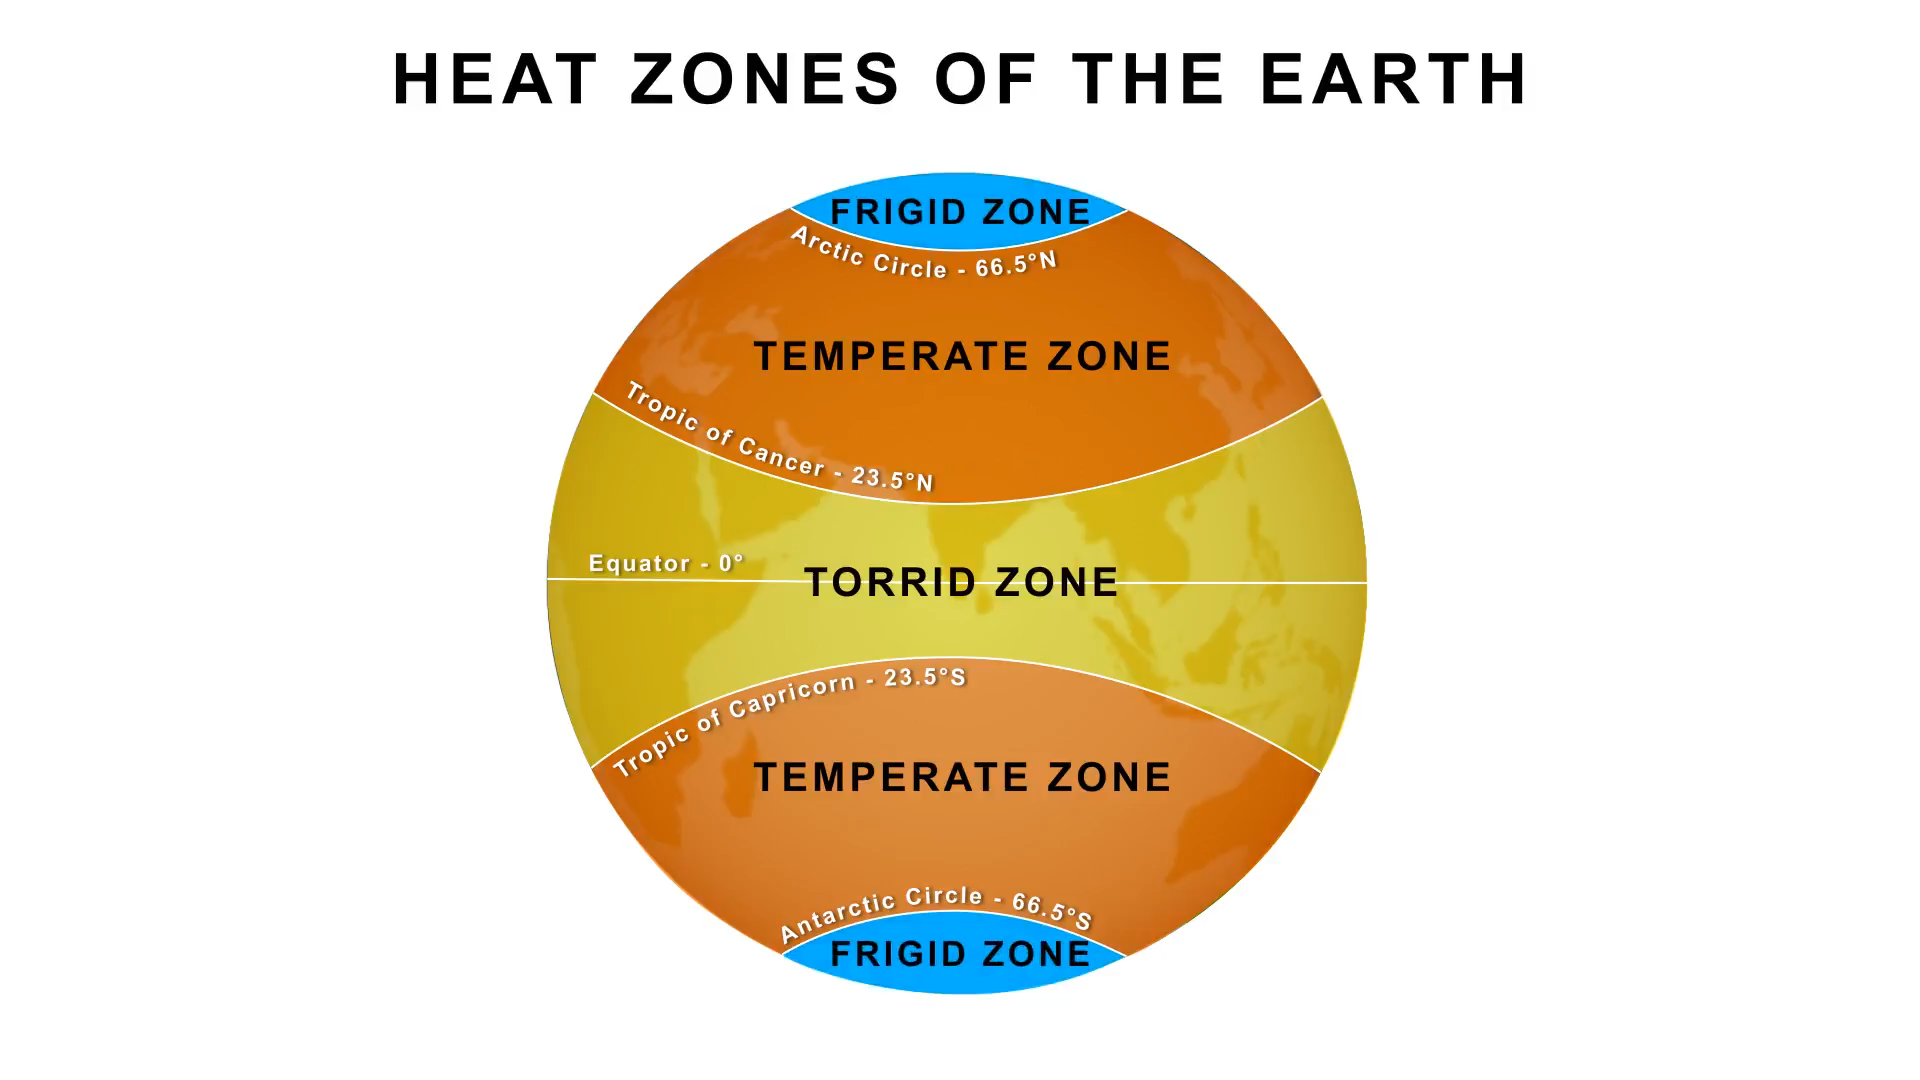 HEAT ZONES OF THE EARTH
FRIGID ZONE
Arctic Circle - 66.5°N
TEMPERATE ZONE
Tropic of Cancer - 23.5°N
Equator - 0°
TORRID ZONE
Tropic of Capricorn - 23.5°S
TEMPERATE ZONE
Antarctic Circle - 66.5°S
FRIGID ZONE